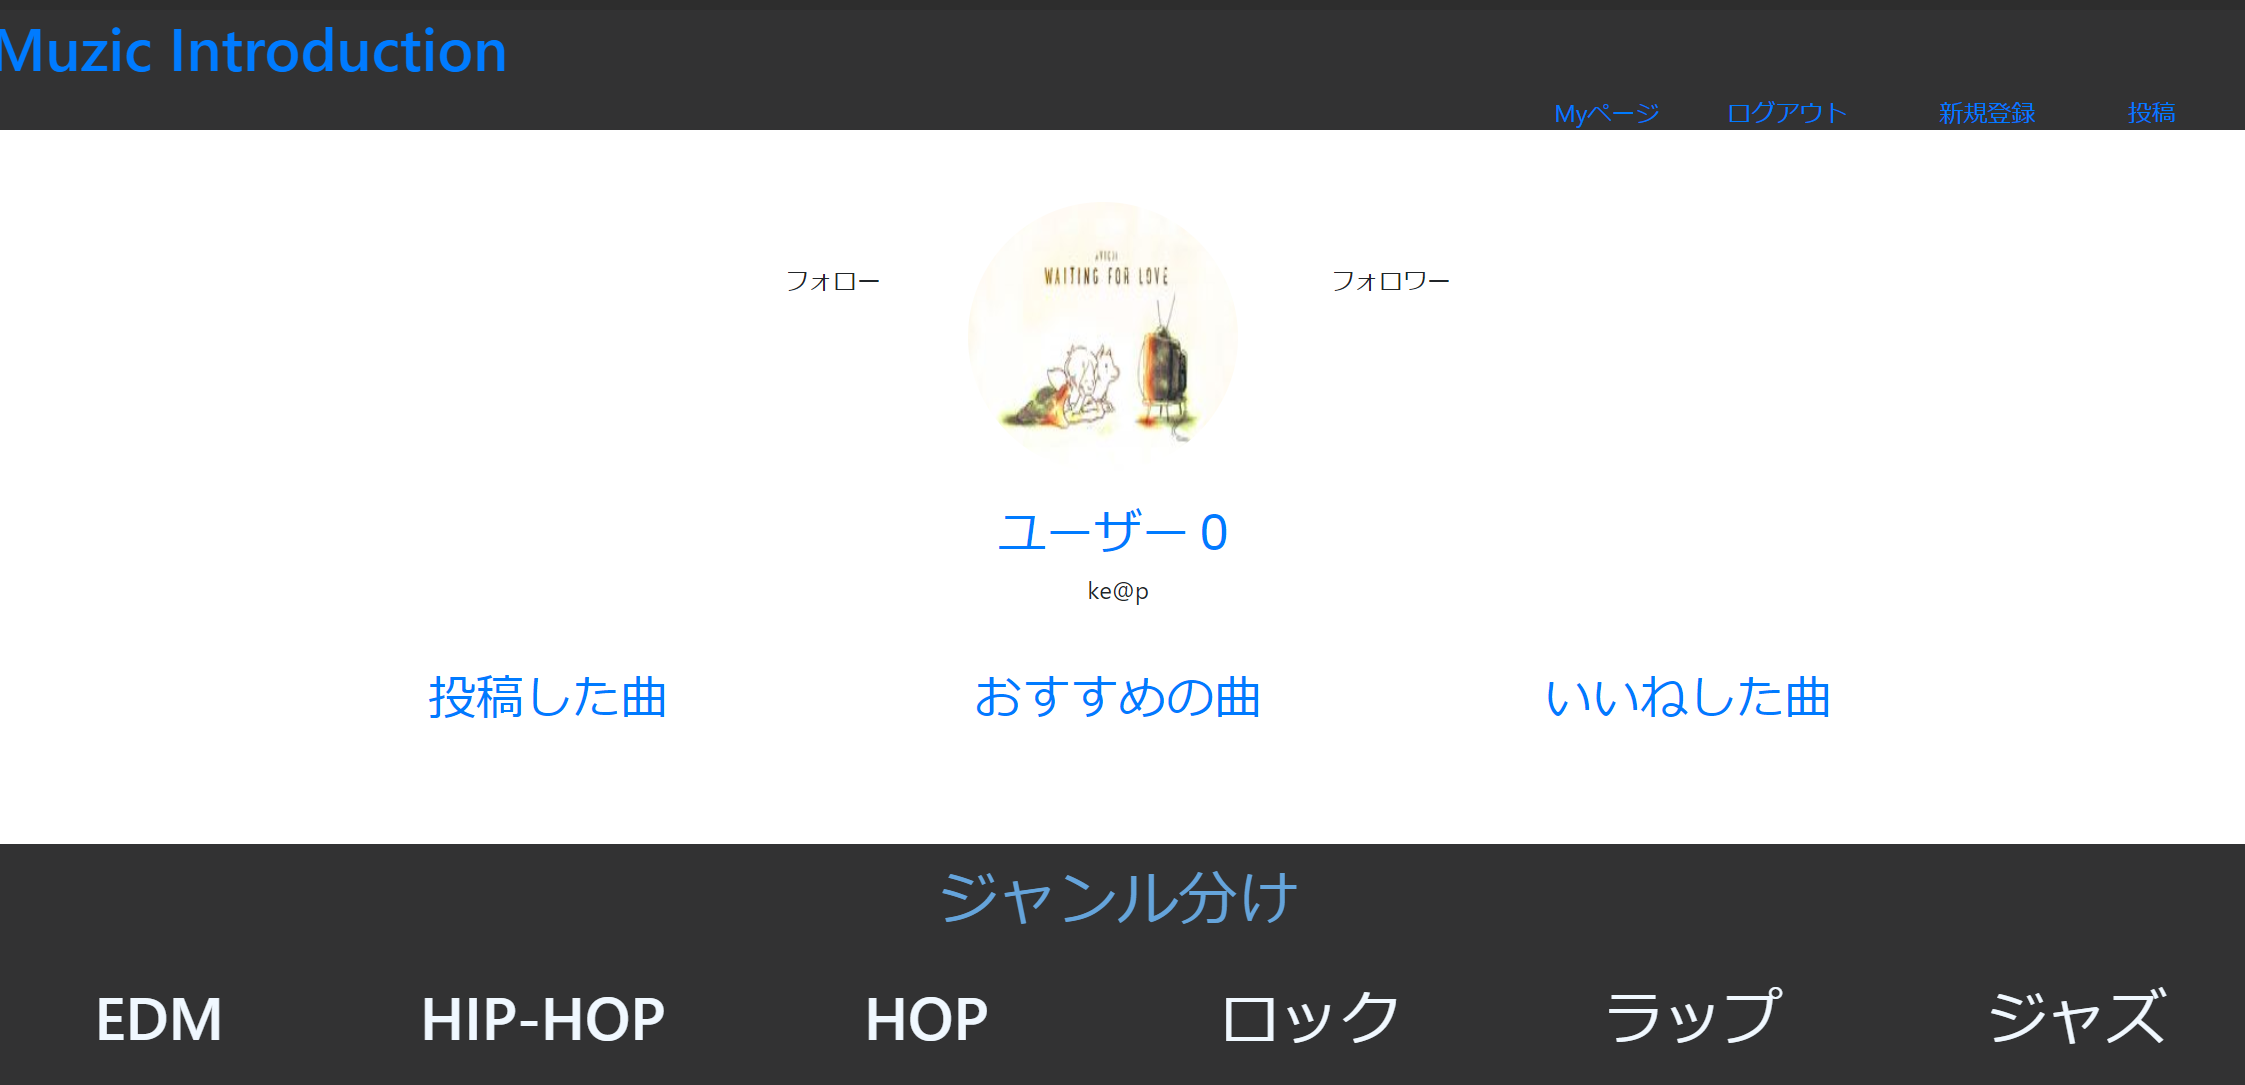 Muzic Introduction
Myページ ログアウト 新規登録 投稿
AVICII
WAITING FOR LOVE
フォロー フォロワー
ユーザー 0
ke@p
投稿した曲 おすすめの曲 いいねした曲
ジャンル分け
EDM HIP-HOP HOP ロック ラップ ジャズ